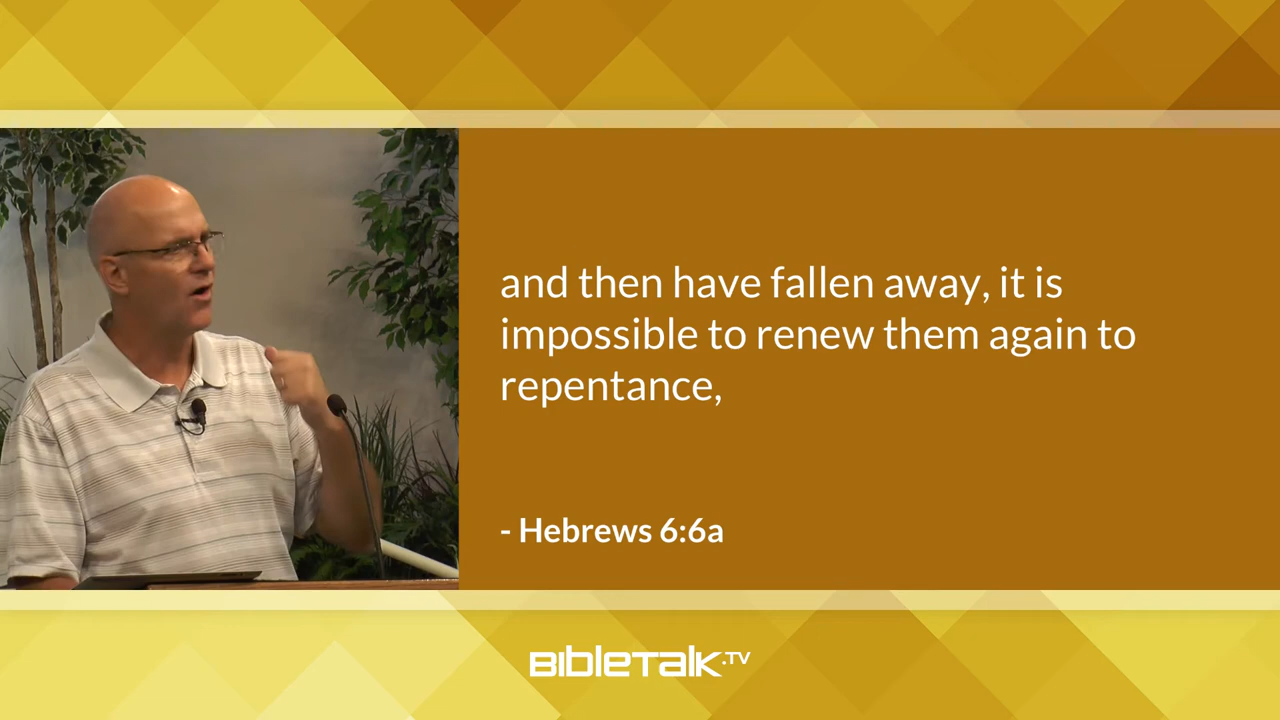 and then have fallen away, it is
impossible to renew them again to
repentance,
- Hebrews 6:6a
BIBLETALK.TV